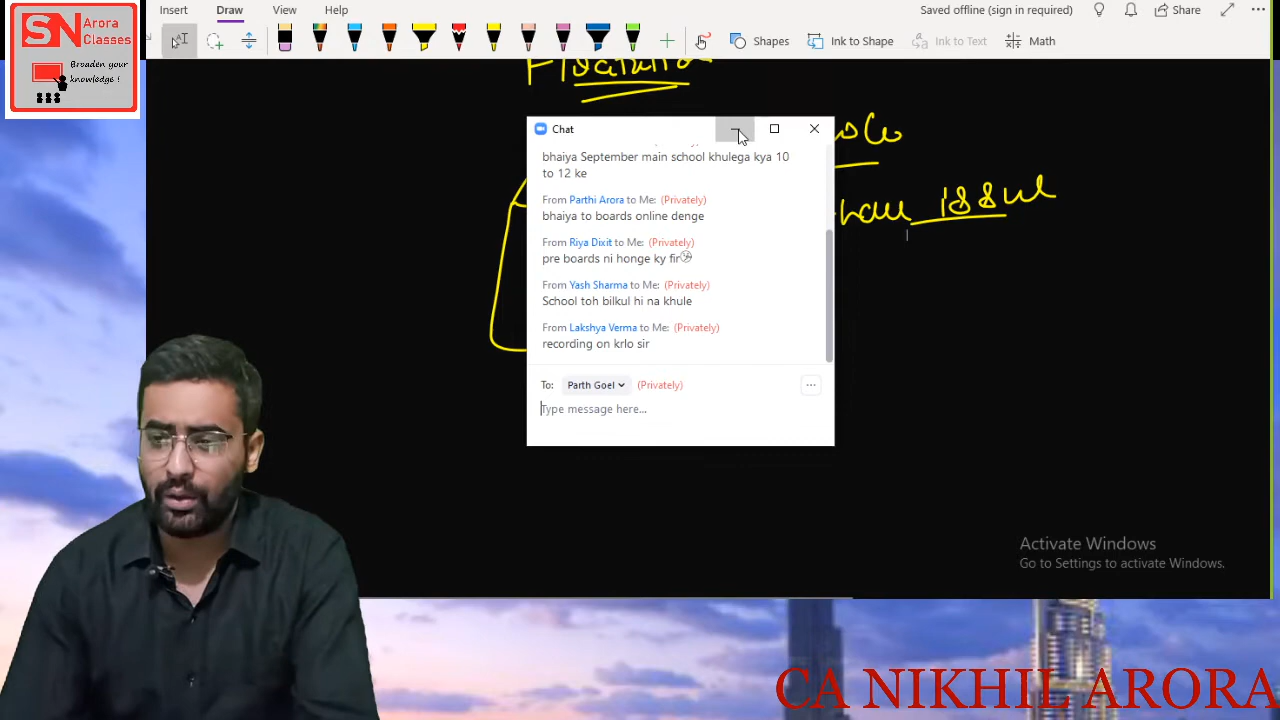 SN Arora Classes
Broaden your knowledge !
Insert Draw View Help
Saved offline (sign in required) Share
Shapes Ink to Shape Ink to Text Math
Chat
bhaiya September main school khulega kya 10
to 12 ke
From Parthi Arora to Me: (Privately)
bhaiya to boards online denge
From Riya Dixit to Me: (Privately)
pre boards ni honge ky fir
From Yash Sharma to Me: (Privately)
School toh bilkul hi na khule
From Lakshya Verma to Me: (Privately)
recording on krlo sir
To: Parth Goel (Privately)
Type message here...
issue
Activate Windows
Go to Settings to activate Windows.
CA NIKHIL ARORA